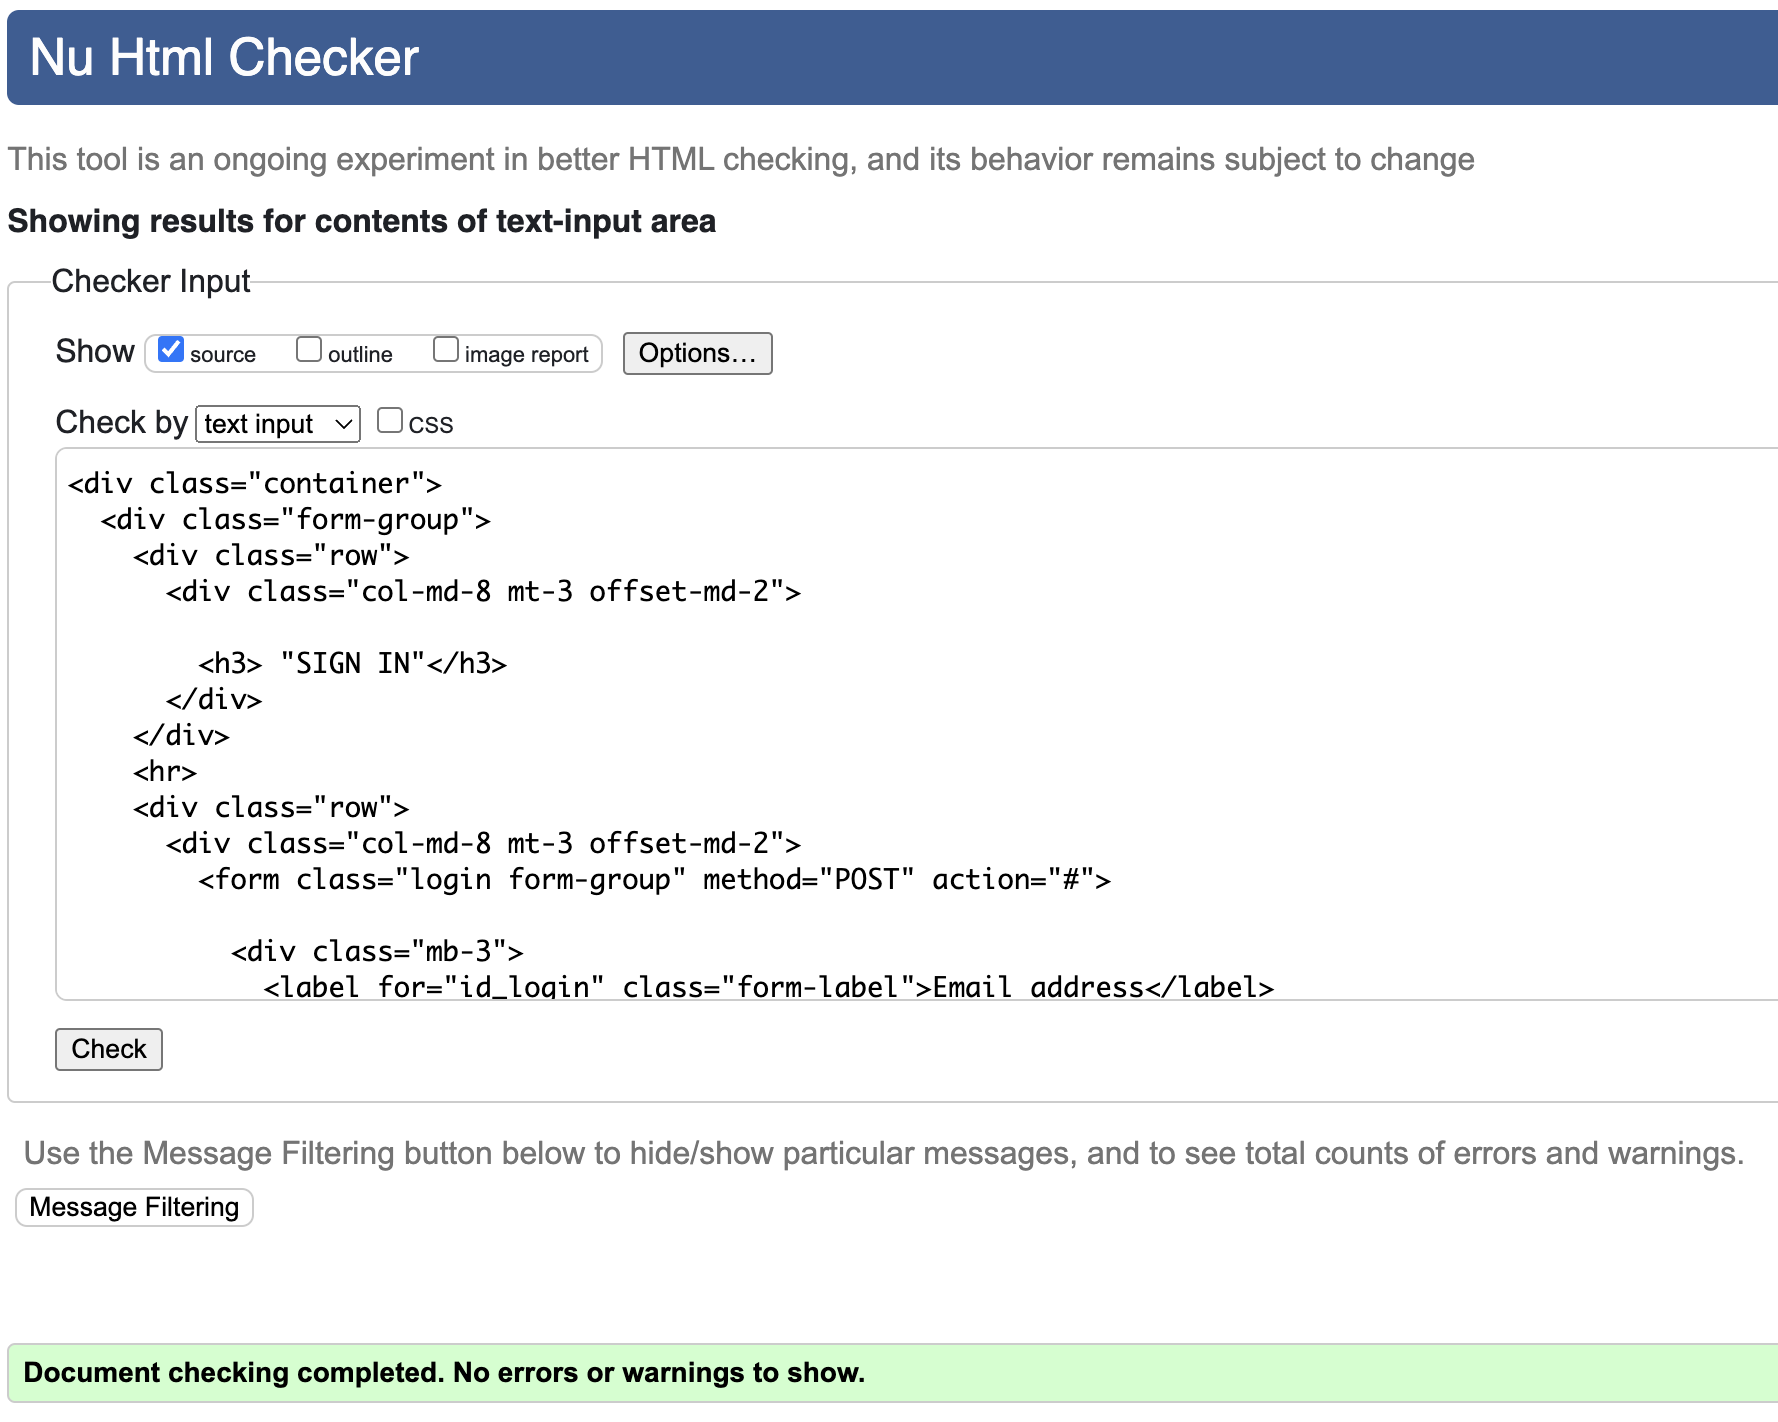 Nu Html Checker
This tool is an ongoing experiment in better HTML checking, and its behavior remains subject to change
Showing results for contents of text-input area
Checker Input
Show source outline image report Options…
Check by text input CSS
<div class="container">
  <div class="form-group">
    <div class="row">
      <div class="col-md-8 mt-3 offset-md-2">
        <h3> "SIGN IN"</h3>
      </div>
    </div>
    <hr>
    <div class="row">
      <div class="col-md-8 mt-3 offset-md-2">
        <form class="login form-group" method="POST" action="#">
          <div class="mb-3">
            <label for="id_login" class="form-label">Email address</label>
Check
Use the Message Filtering button below to hide/show particular messages, and to see total counts of errors and warnings.
Message Filtering
Document checking completed. No errors or warnings to show.